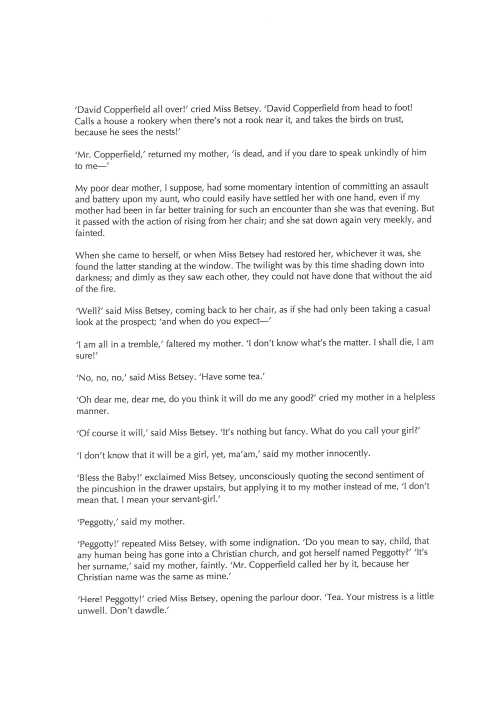 ‘David Copperfield all over!’ cried Miss Betsey. ‘David Copperfield from head to foot!
Calls a house a rookery when there’s not a rook near it, and takes the birds on trust,
because he sees the nests!’
‘Mr. Copperfield,’ returned my mother, ‘is dead, and if you dare to speak unkindly of him
to me—’
My poor dear mother, I suppose, had some momentary intention of committing an assault
and battery upon my aunt, who could easily have settled her with one hand, even if my
mother had been in far better training for such an encounter than she was that evening. But
it passed with the action of rising from her chair; and she sat down again very meekly, and
fainted.
When she came to herself, or when Miss Betsey had restored her, whichever it was, she
found the latter standing at the window. The twilight was by this time shading down into
darkness; and dimly as they saw each other, they could not have done that without the aid
of the fire.
‘Well?’ said Miss Betsey, coming back to her chair, as if she had only been taking a casual
look at the prospect; ‘and when do you expect—’
‘I am all in a tremble,’ faltered my mother. ‘I don’t know what’s the matter. I shall die, I am
sure!’
‘No, no, no,’ said Miss Betsey. ‘Have some tea.’
‘Oh dear me, dear me, do you think it will do me any good?’ cried my mother in a helpless
manner.
‘Of course it will,’ said Miss Betsey. ‘It’s nothing but fancy. What do you call your girl?’
‘I don’t know that it will be a girl, yet, ma’am,’ said my mother innocently.
‘Bless the Baby!’ exclaimed Miss Betsey, unconsciously quoting the second sentiment of
the pincushion in the drawer upstairs, but applying it to my mother instead of me, ‘I don’t
mean that. I mean your servant-girl.’
‘Peggotty,’ said my mother.
‘Peggotty!’ repeated Miss Betsey, with some indignation. ‘Do you mean to say, child, that
any human being has gone into a Christian church, and got herself named Peggotty?’ ‘It’s
her surname,’ said my mother, faintly. ‘Mr. Copperfield called her by it, because her
Christian name was the same as mine.’
‘Here! Peggotty!’ cried Miss Betsey, opening the parlour door. ‘Tea. Your mistress is a little
unwell. Don’t dawdle.’